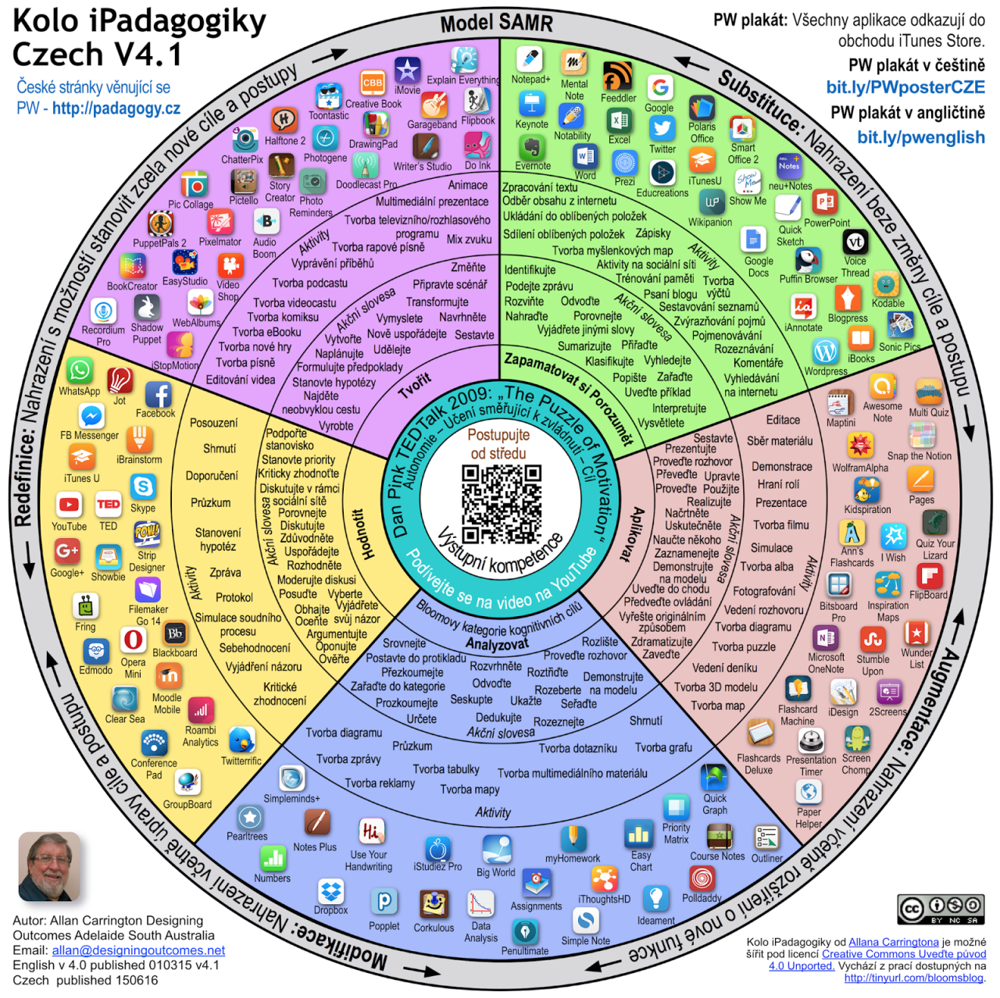 Kolo iPadagogiky
Czech V4.1
České stránky věnující se
PW - http://padagogy.cz
PW plakát: Všechny aplikace odkazují do
obchodu iTunes Store.
PW plakát v češtině
bit.ly/PWposterCZE
PW plakát v angličtině
bit.ly/pwenglish
Model SAMR
Substituce: Nahrazení beze změny cíle a postupu
Augmentace: Nahrazení včetně rozšíření o nové funkce
Modifikace: Nahrazení včetně úpravy cíle a postupu
Redefinice: Nahrazení s možností stanovit zcela nové cíle a postupy
Explain Everything
iMovie
Creative Book
Toontastic
Garageband
Flipbook
Halftone 2
DrawingPad
ChatterPix
Photogene
Writer's Studio
Do Ink
Story
Creator
Doodlecast Pro
Pic Collage
Pictello
Photo
Reminders
PuppetPals 2
Pixelmator
Audio
Boom
BookCreator
EasyStudio
Video
Shop
Recordium
Pro
Shadow
Puppet
WebAlbums
iStopMotion
Animace
Multimediální prezentace
Tvorba televizního/rozhlasového
programu
Mix zvuku
Aktivity
Tvorba rapové písně
Vyprávění příběhů
Tvorba podcastu
Tvorba videocastu
Tvorba komiksu
Tvorba eBooku
Tvorba nové hry
Tvorba písně
Editování videa
Změňte
Připravte scénář
Akční slovesa
Transformujte
Vymyslete
Navrhněte
Vytvořte
Nově uspořádejte
Sestavte
Naplánujte
Udělejte
Formulujte předpoklady
Stanovte hypotézy
Najděte
neobvyklou cestu
Vyrobte
Tvořit
Notepad+
Mental
Note
Feeddler
Google
Keynote
Notability
Excel
Twitter
Polaris
Office
Smart
Office 2
Evernote
Word
Prezi
Educreations
iTunesU
Show Me
neu+Notes
Wikipanion
Quick
Sketch
PowerPoint
Google
Docs
Puffin Browser
Voice
Thread
Kodable
iAnnotate
Blogpress
Wordpress
iBooks
Sonic Pics
Zpracování textu
Odběr obsahu z internetu
Ukládání do oblíbených položek
Sdílení oblíbených položek
Zápisky
Tvorba myšlenkových map
Aktivity
Aktivity na sociální síti
Trénování paměti
Tvorba
výčtů
Psaní blogu
Sestavování seznamů
Zvýrazňování pojmů
Pojmenovávání
Rozeznávání
Komentáře
Vyhledávání
na internetu
Identifikujte
Podejte zprávu
Rozviňte
Odvoďte
Akční slovesa
Nahraďte
Porovnejte
Vyjádřete jinými slovy
Sumarizujte
Přiřaďte
Klasifikujte
Vyhledejte
Popište
Zařaďte
Uveďte příklad
Interpretujte
Vysvětlete
Zapamatovat si Porozumět
Maptini
Awesome
Note
Multi Quiz
WolframAlpha
Snap the Notion
Kidspiration
Pages
Ann's
Flashcards
I Wish
Quiz Your
Lizard
Bitsboard
Pro
Inspiration
Maps
FlipBoard
Microsoft
OneNote
Stumble
Upon
Wunder
List
Flashcard
Machine
iDesign
2Screens
Flashcards
Deluxe
Presentation
Timer
Screen
Chomp
Paper
Helper
Editace
Sběr materiálu
Demonstrace
Hraní rolí
Prezentace
Tvorba filmu
Simulace
Tvorba alba
Aktivity
Fotografování
Vedení rozhovoru
Tvorba diagramu
Tvorba puzzle
Vedení deníku
Tvorba 3D modelu
Tvorba map
Sestavte
Prezentujte
Proveďte rozhovor
Převeďte
Upravte
Proveďte
Použijte
Realizujte
Načrtněte
Uskutečněte
Naučte někoho
Zaznamenejte
Akční slovesa
Demonstrujte
na modelu
Uveďte do chodu
Předveďte ovládání
Vyřešte originálním
způsobem
Zdramatizujte
Zaveďte
Aplikovat
Bloomovy kategorie kognitivních cílů
Analyzovat
Srovnejte
Rozlište
Postavte do protikladu
Proveďte rozhovor
Přezkoumejte
Rozvrhněte
Roztřiďte
Demonstrujte
na modelu
Zařaďte do kategorie
Odvoďte
Rozeberte
Prozkoumejte
Seskupte
Ukažte
Seřaďte
Určete
Dedukujte
Rozeznejte
Akční slovesa
Shrnutí
Tvorba diagramu
Průzkum
Tvorba dotazníku
Tvorba grafu
Tvorba zprávy
Tvorba tabulky
Tvorba multimediálního materiálu
Tvorba reklamy
Tvorba mapy
Aktivity
Simpleminds+
Pearltrees
Notes Plus
Use Your
Handwriting
Numbers
iStudiez Pro
Big World
myHomework
Easy
Chart
Priority
Matrix
Quick
Graph
Course Notes
Outliner
Dropbox
Popplet
Corkulous
Data
Analysis
Assignments
Penultimate
iThoughtsHD
Simple Note
Ideament
Polldaddy
WhatsApp
Jot
Facebook
FB Messenger
iBrainstorm
iTunes U
Skype
YouTube
TED
Strip
Designer
Google+
Showbie
Filemaker
Go 14
Fring
Blackboard
Edmodo
Opera
Mini
Moodle
Mobile
Clear Sea
Roambi
Analytics
Conference
Pad
Twitterrific
GroupBoard
Posouzení
Shrnutí
Doporučení
Průzkum
Stanovení
hypotéz
Aktivity
Zpráva
Protokol
Simulace soudního
procesu
Sebehodnocení
Vyjádření názoru
Kritické
zhodnocení
Podpořte
stanovisko
Stanovte priority
Kriticky zhodnoťte
Diskutujte v rámci
sociální sítě
Porovnejte
Diskutujte
Zdůvodněte
Uspořádejte
Akční slovesa
Rozhodněte
Moderujte diskusi
Posuďte
Vyberte
Obhajte
Vyjádřete
svůj názor
Oceňte
Argumentujte
Oponujte
Ověřte
Hodnotit
Dan Pink TEDTalk 2009: „The Puzzle of Motivation“
Autonomie – Učení směřující k zvládnutí – Cíl
Podívejte se na video na YouTube
Postupujte
od středu
Výstupní kompetence
Autor: Allan Carrington Designing
Outcomes Adelaide South Australia
Email: allan@designingoutcomes.net
English v 4.0 published 010315 v4.1
Czech published 150616
BY NC SA
Kolo iPadagogiky od Allana Carringtona je možné
šířit pod licencí Creative Commons Uveďte původ
4.0 Unported. Vychází z prací dostupných na
http://tinyurl.com/bloomsblog.